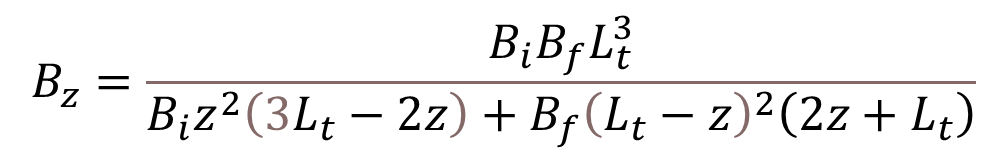 B_z = \frac{B_i B_f L_t^3}{B_i z^2 (3L_t - 2z) + B_f (L_t - z)^2 (2z + L_t)}